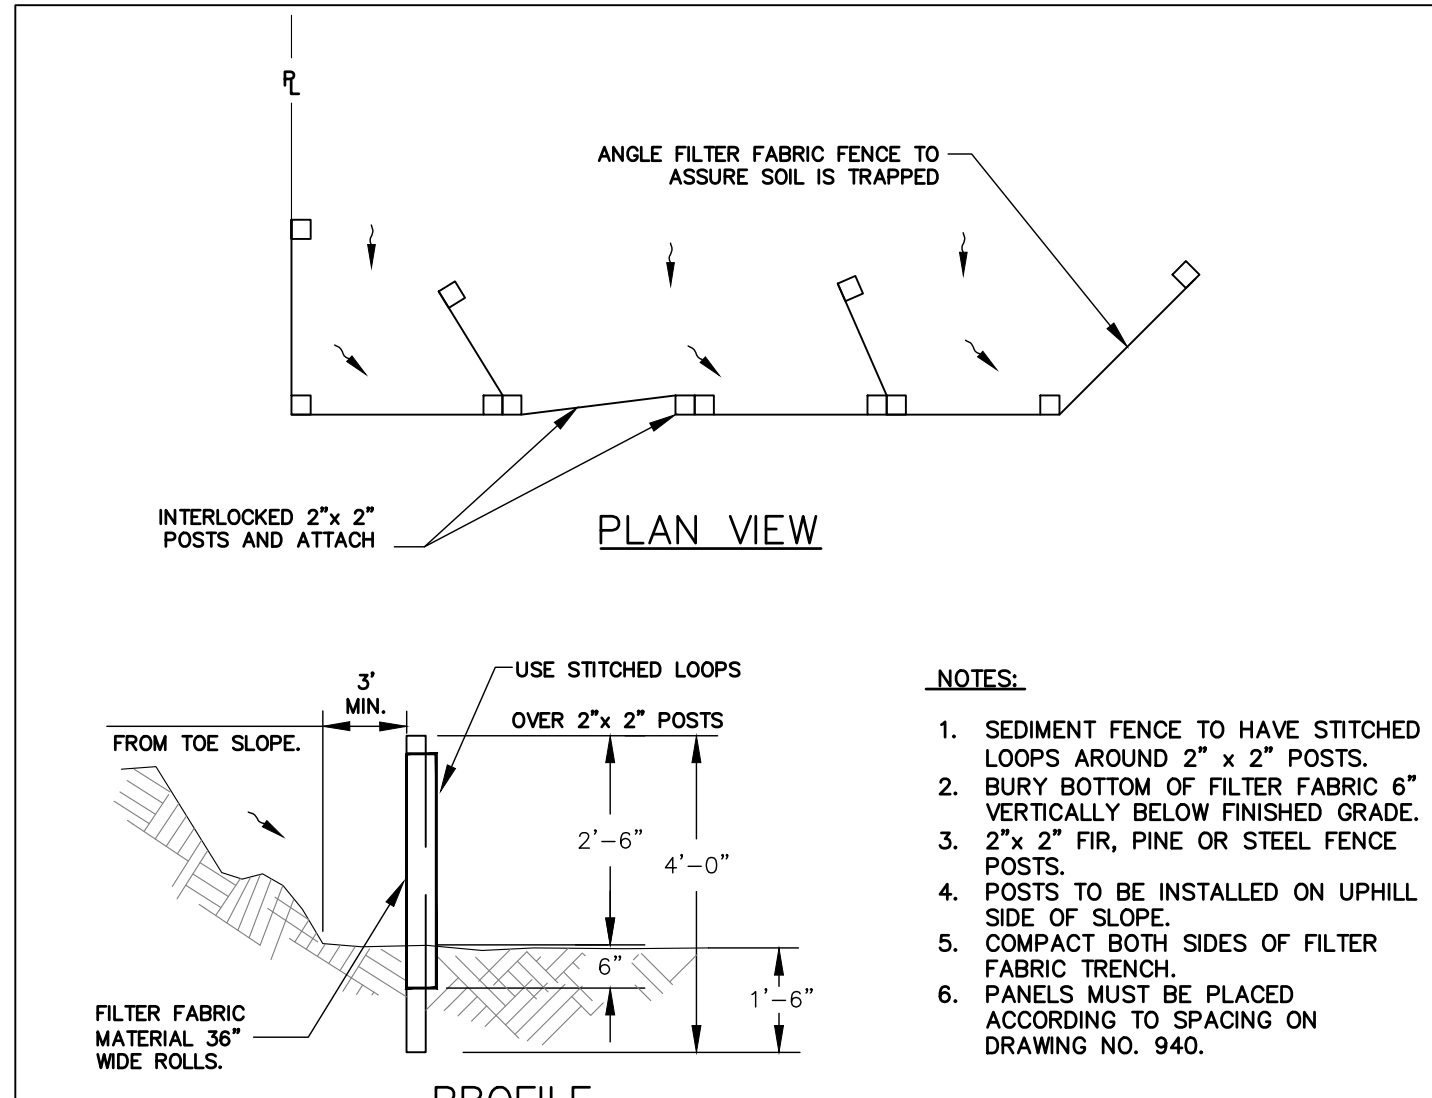 PL
ANGLE FILTER FABRIC FENCE TO
ASSURE SOIL IS TRAPPED
INTERLOCKED 2"x 2"
POSTS AND ATTACH
PLAN VIEW
3'
MIN.
FROM TOE SLOPE.
USE STITCHED LOOPS
OVER 2"x 2" POSTS
2'-6"
4'-0"
6"
1'-6"
FILTER FABRIC
MATERIAL 36"
WIDE ROLLS.
PROFILE
NOTES:
1. SEDIMENT FENCE TO HAVE STITCHED
LOOPS AROUND 2" x 2" POSTS.
2. BURY BOTTOM OF FILTER FABRIC 6"
VERTICALLY BELOW FINISHED GRADE.
3. 2"x 2" FIR, PINE OR STEEL FENCE
POSTS.
4. POSTS TO BE INSTALLED ON UPHILL
SIDE OF SLOPE.
5. COMPACT BOTH SIDES OF FILTER
FABRIC TRENCH.
6. PANELS MUST BE PLACED
ACCORDING TO SPACING ON
DRAWING NO. 940.